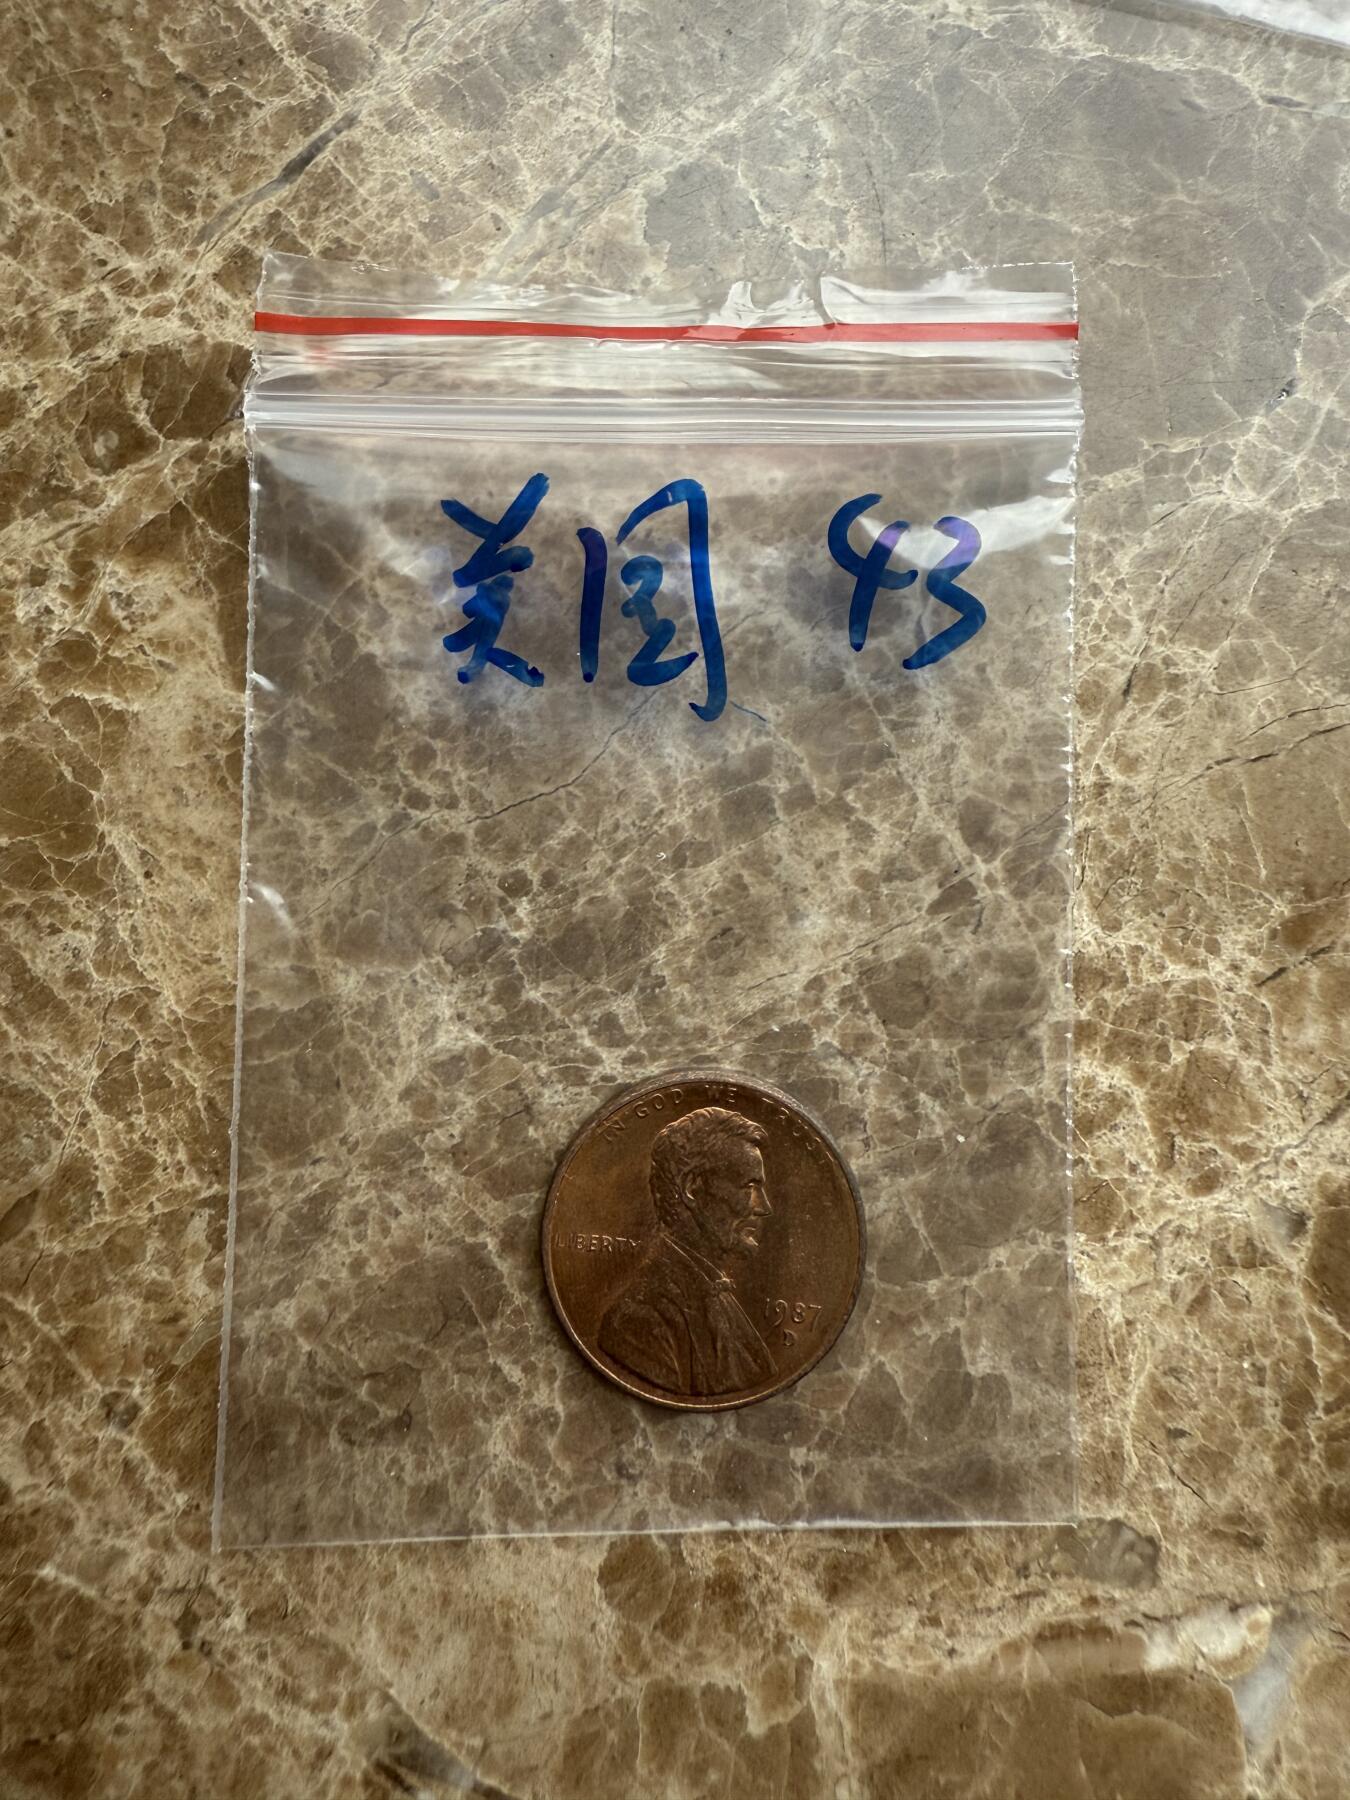 美国 43
IN GOD WE TRUST
LIBERTY
1987
D